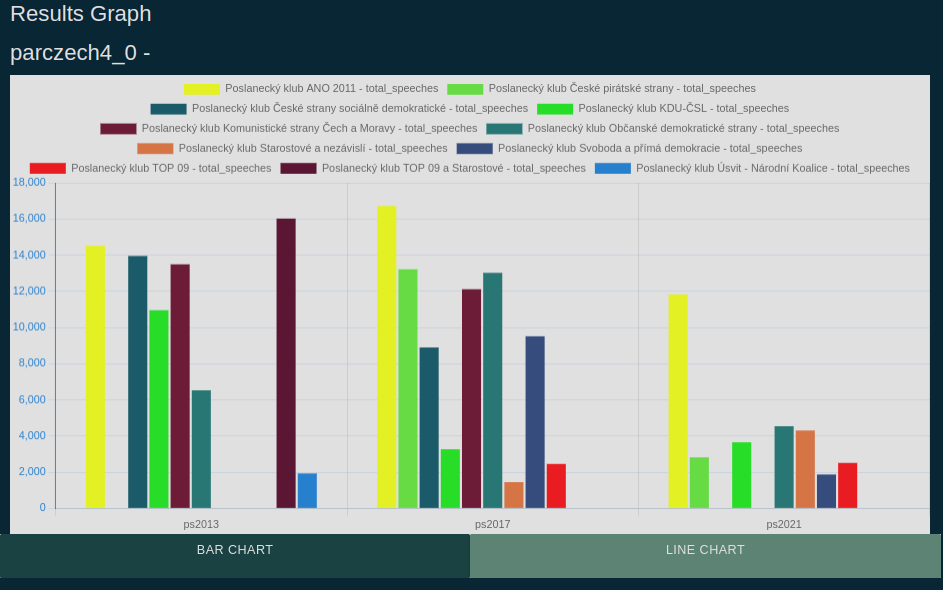 Results Graph
parczech4_0 -
Poslanecký klub ANO 2011 - total_speeches Poslanecký klub České pirátské strany - total_speeches
Poslanecký klub České strany sociálně demokratické - total_speeches Poslanecký klub KDU-ČSL - total_speeches
Poslanecký klub Komunistické strany Čech a Moravy - total_speeches Poslanecký klub Občanské demokratické strany - total_speeches
Poslanecký klub Starostové a nezávislí - total_speeches Poslanecký klub Svoboda a přímá demokracie - total_speeches
Poslanecký klub TOP 09 - total_speeches Poslanecký klub TOP 09 a Starostové - total_speeches Poslanecký klub Úsvit - Národní Koalice - total_speeches
18,000
16,000
14,000
12,000
10,000
8,000
6,000
4,000
2,000
0
ps2013 ps2017 ps2021
BAR CHART LINE CHART